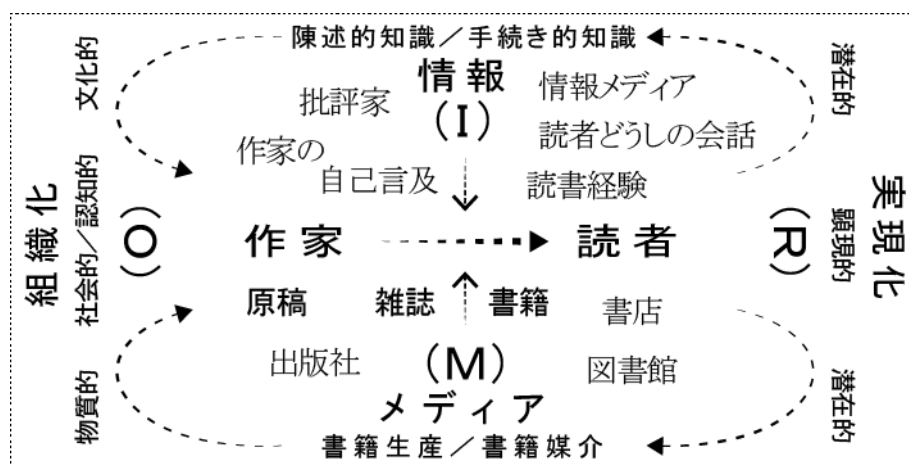 陳述的知識／手続き的知識
情報
（I）
批評家
情報メディア
読者どうしの会話
作家の
自己言及
読書経験
作家
読者
原稿
雑誌
書籍
書店
出版社
（M）
図書館
メディア
書籍生産／書籍媒介
組織化
文化的
社会的／認知的
物質的
（O）
（R）
潜在的
顕現的
潜在的
実現化